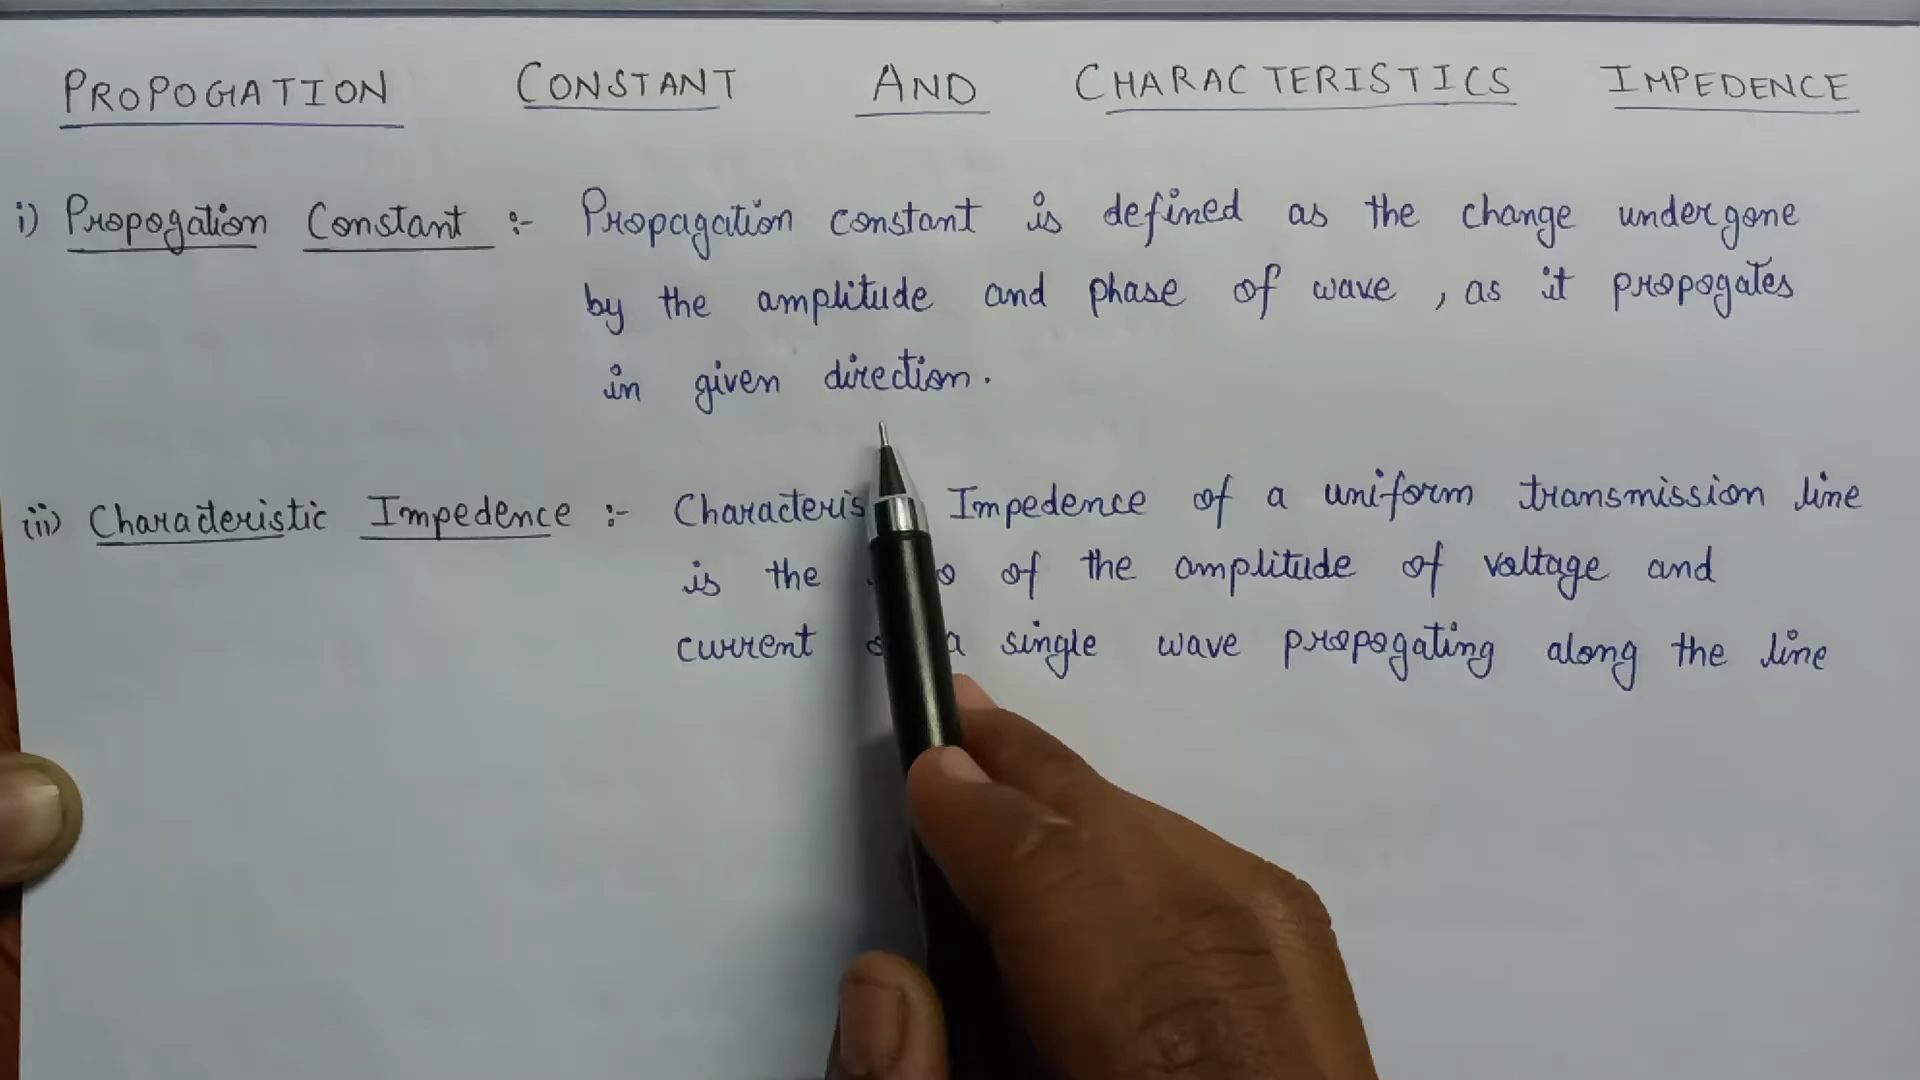 PROPOGATION CONSTANT AND CHARACTERISTICS IMPEDENCE
i) Propogation Constant :- Propagation constant is defined as the change undergone
by the amplitude and phase of wave, as it propogates
in given direction.
(ii) Characteristic Impedence :- Characteris Impedence of a uniform transmission line
is the of the amplitude of voltage and
current a single wave propogating along the line